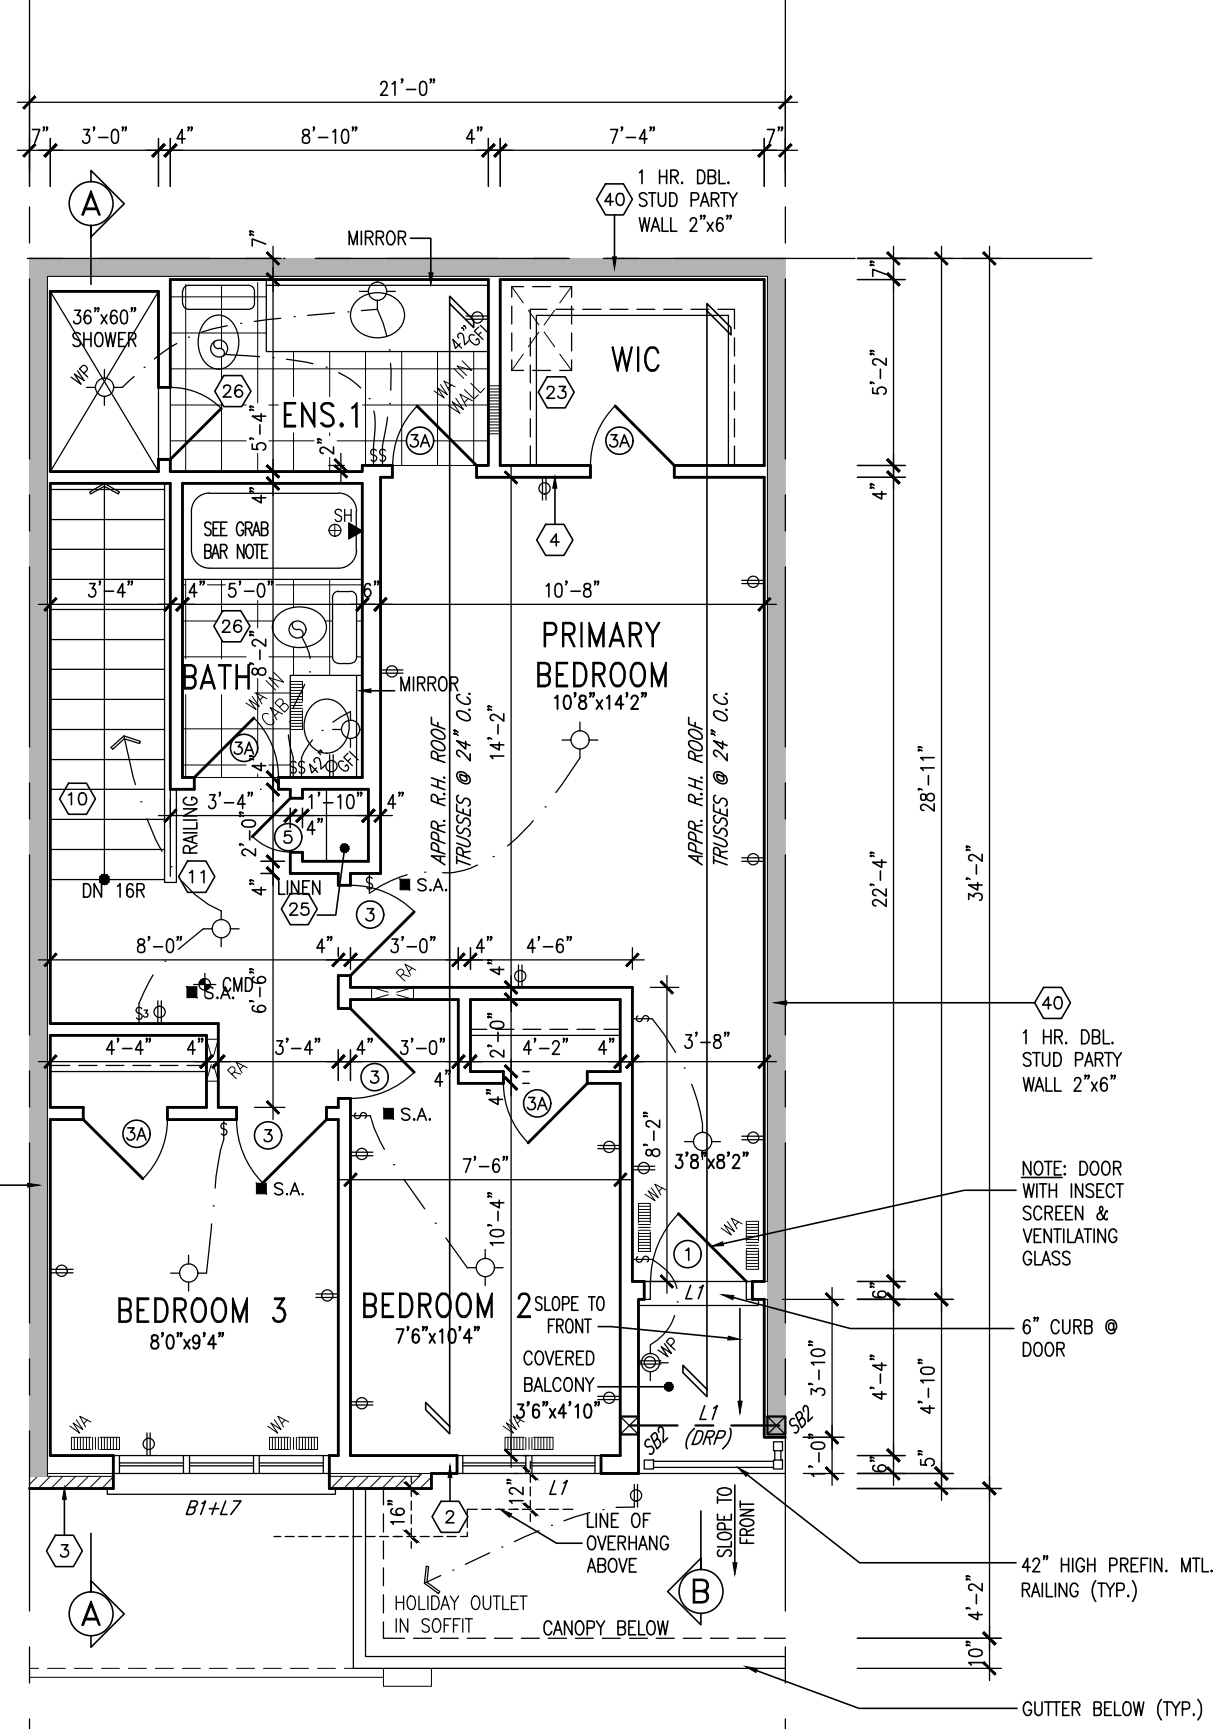 21'-0"
7" 3'-0" 4" 8'-10" 4" 7'-4" 7"
A
40
1 HR. DBL.
STUD PARTY
WALL 2"x6"
MIRROR
7"
7"
36"x60"
SHOWER
WP
26
ENS.1
5'-4"
2"
42"
GFI
WA IN
WALL
SS
3A
WIC
23
3A
5'-2"
4"
4"
4
SEE GRAB
BAR NOTE
SH
3'-4" 4" 5'-0" 6" 10'-8"
26
BATH
8'-2"
WA IN
CAB
MIRROR
3A
SS
42"
GFI
PRIMARY
BEDROOM
10'8"x14'2"
14'-2"
APPR. R.H. ROOF
TRUSSES @ 24" O.C.
APPR. R.H. ROOF
TRUSSES @ 24" O.C.
28'-11"
22'-4"
34'-2"
10
RAILING
4"
3'-4" 1'-10" 4"
4"
5
2'-0"
4"
11
DN 16R
LINEN
25
$
S.A.
3
8'-0" 4" 3'-0" 4" 4'-6"
RA
4"
CMD
S.A.
6'-6"
$3
40
1 HR. DBL.
STUD PARTY
WALL 2"x6"
4'-4" 4" 3'-4" 4" 3'-0" 4'-2" 4" 3'-8"
2'-0"
RA
3
4"
4"
S.A.
3A
3A
3
$
$
$
S.A.
7'-6"
8'-2"
3'8"x8'2"
10'-4"
WA
WA
NOTE: DOOR
WITH INSECT
SCREEN &
VENTILATING
GLASS
1
$
L1
6"
BEDROOM 3
8'0"x9'4"
BEDROOM 2
7'6"x10'4"
SLOPE TO
FRONT
6" CURB @
DOOR
WP
COVERED
BALCONY
3'6"x4'10"
3'-10"
4'-4"
4'-10"
WA
WA
WA
L1
(DRP)
SB2
SB2
1'-0"
6"
5"
B1+L7
16"
2
12"
L1
3
LINE OF
OVERHANG
ABOVE
SLOPE TO
FRONT
42" HIGH PREFIN. MTL.
RAILING (TYP.)
A
B
HOLIDAY OUTLET
IN SOFFIT
CANOPY BELOW
4'-2"
10"
GUTTER BELOW (TYP.)